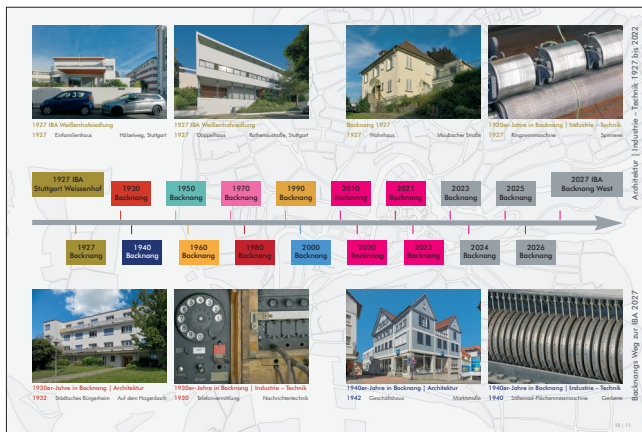 1927 IBA Weißenhofsiedlung
1927 Einfamilienhaus Hölzelweg, Stuttgart
1927 IBA Weißenhofsiedlung
1927 Doppelhaus Rathenaustraße, Stuttgart
Backnang 1927
1927 Wohnhaus Maubacher Straße
1920er-Jahre in Backnang | Industrie – Technik
1927 Ringzwirnmaschine Spinnerei
Architektur | Industrie – Technik 1927 bis 2022
1927 IBA
Stuttgart Weissenhof
1930
Backnang
1950
Backnang
1970
Backnang
1990
Backnang
2010
Backnang
2021
Backnang
2023
Backnang
2025
Backnang
2027 IBA
Backnang West
1927
Backnang
1940
Backnang
1960
Backnang
1980
Backnang
2000
Backnang
2020
Backnang
2022
Backnang
2024
Backnang
2026
Backnang
1930er-Jahre in Backnang | Architektur
1932 Städtisches Bürgerheim Auf dem Hagenbach
1930er-Jahre in Backnang | Industrie – Technik
1930 Telefonvermittlung Nachrichtentechnik
1940er-Jahre in Backnang | Architektur
1942 Geschäftshaus Marktstraße
1940er-Jahre in Backnang | Industrie – Technik
1940 Stiftenrad-Flächenmessmaschine Gerberei
Backnangs Weg zur IBA 2027
10 | 11